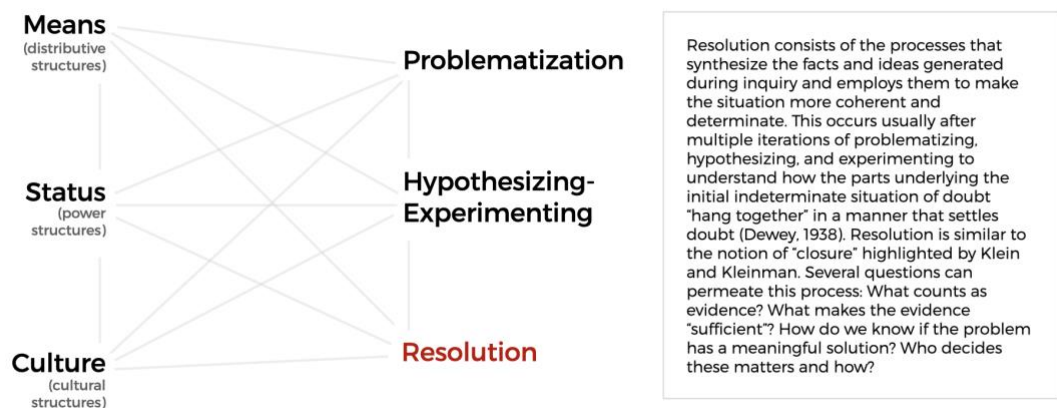 Means
(distributive
structures)
Status
(power
structures)
Culture
(cultural
structures)
Problematization
Hypothesizing-
Experimenting
Resolution
Resolution consists of the processes that
synthesize the facts and ideas generated
during inquiry and employs them to make
the situation more coherent and
determinate. This occurs usually after
multiple iterations of problematizing,
hypothesizing, and experimenting to
understand how the parts underlying the
initial indeterminate situation of doubt
“hang together” in a manner that settles
doubt (Dewey, 1938). Resolution is similar to
the notion of “closure” highlighted by Klein
and Kleinman. Several questions can
permeate this process: What counts as
evidence? What makes the evidence
“sufficient”? How do we know if the problem
has a meaningful solution? Who decides
these matters and how?